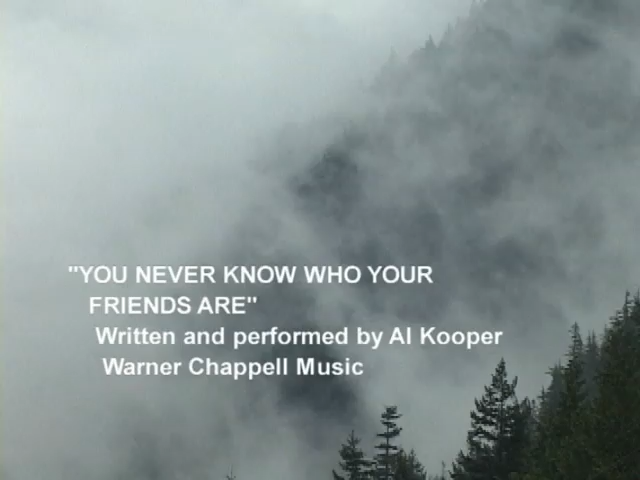 "YOU NEVER KNOW WHO YOUR
FRIENDS ARE"
Written and performed by Al Kooper
Warner Chappell Music